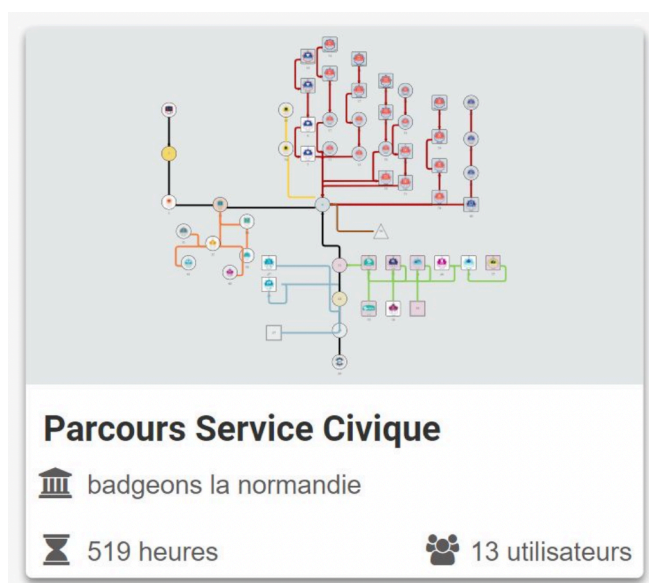 Parcours Service Civique
badgeons la normandie
519 heures
13 utilisateurs